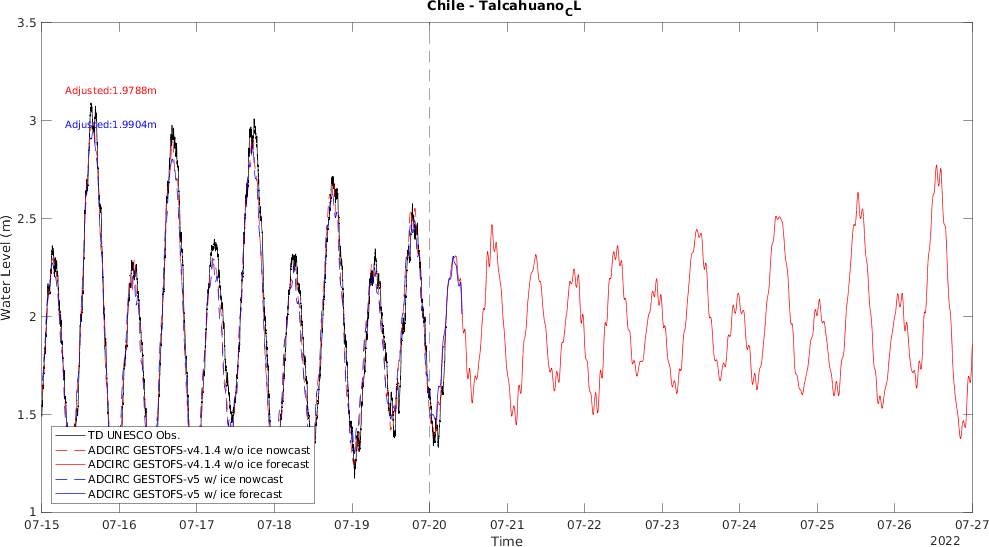 Chile - Talcahuano_CL
Adjusted:1.9788m
Adjusted:1.9904m
Water Level (m)
3.5
3
2.5
2
1.5
1
TD UNESCO Obs.
ADCIRC GESTOFS-v4.1.4 w/o ice nowcast
ADCIRC GESTOFS-v4.1.4 w/o ice forecast
ADCIRC GESTOFS-v5 w/ ice nowcast
ADCIRC GESTOFS-v5 w/ ice forecast
07-15 07-16 07-17 07-18 07-19 07-20 07-21 07-22 07-23 07-24 07-25 07-26 07-27
Time
2022